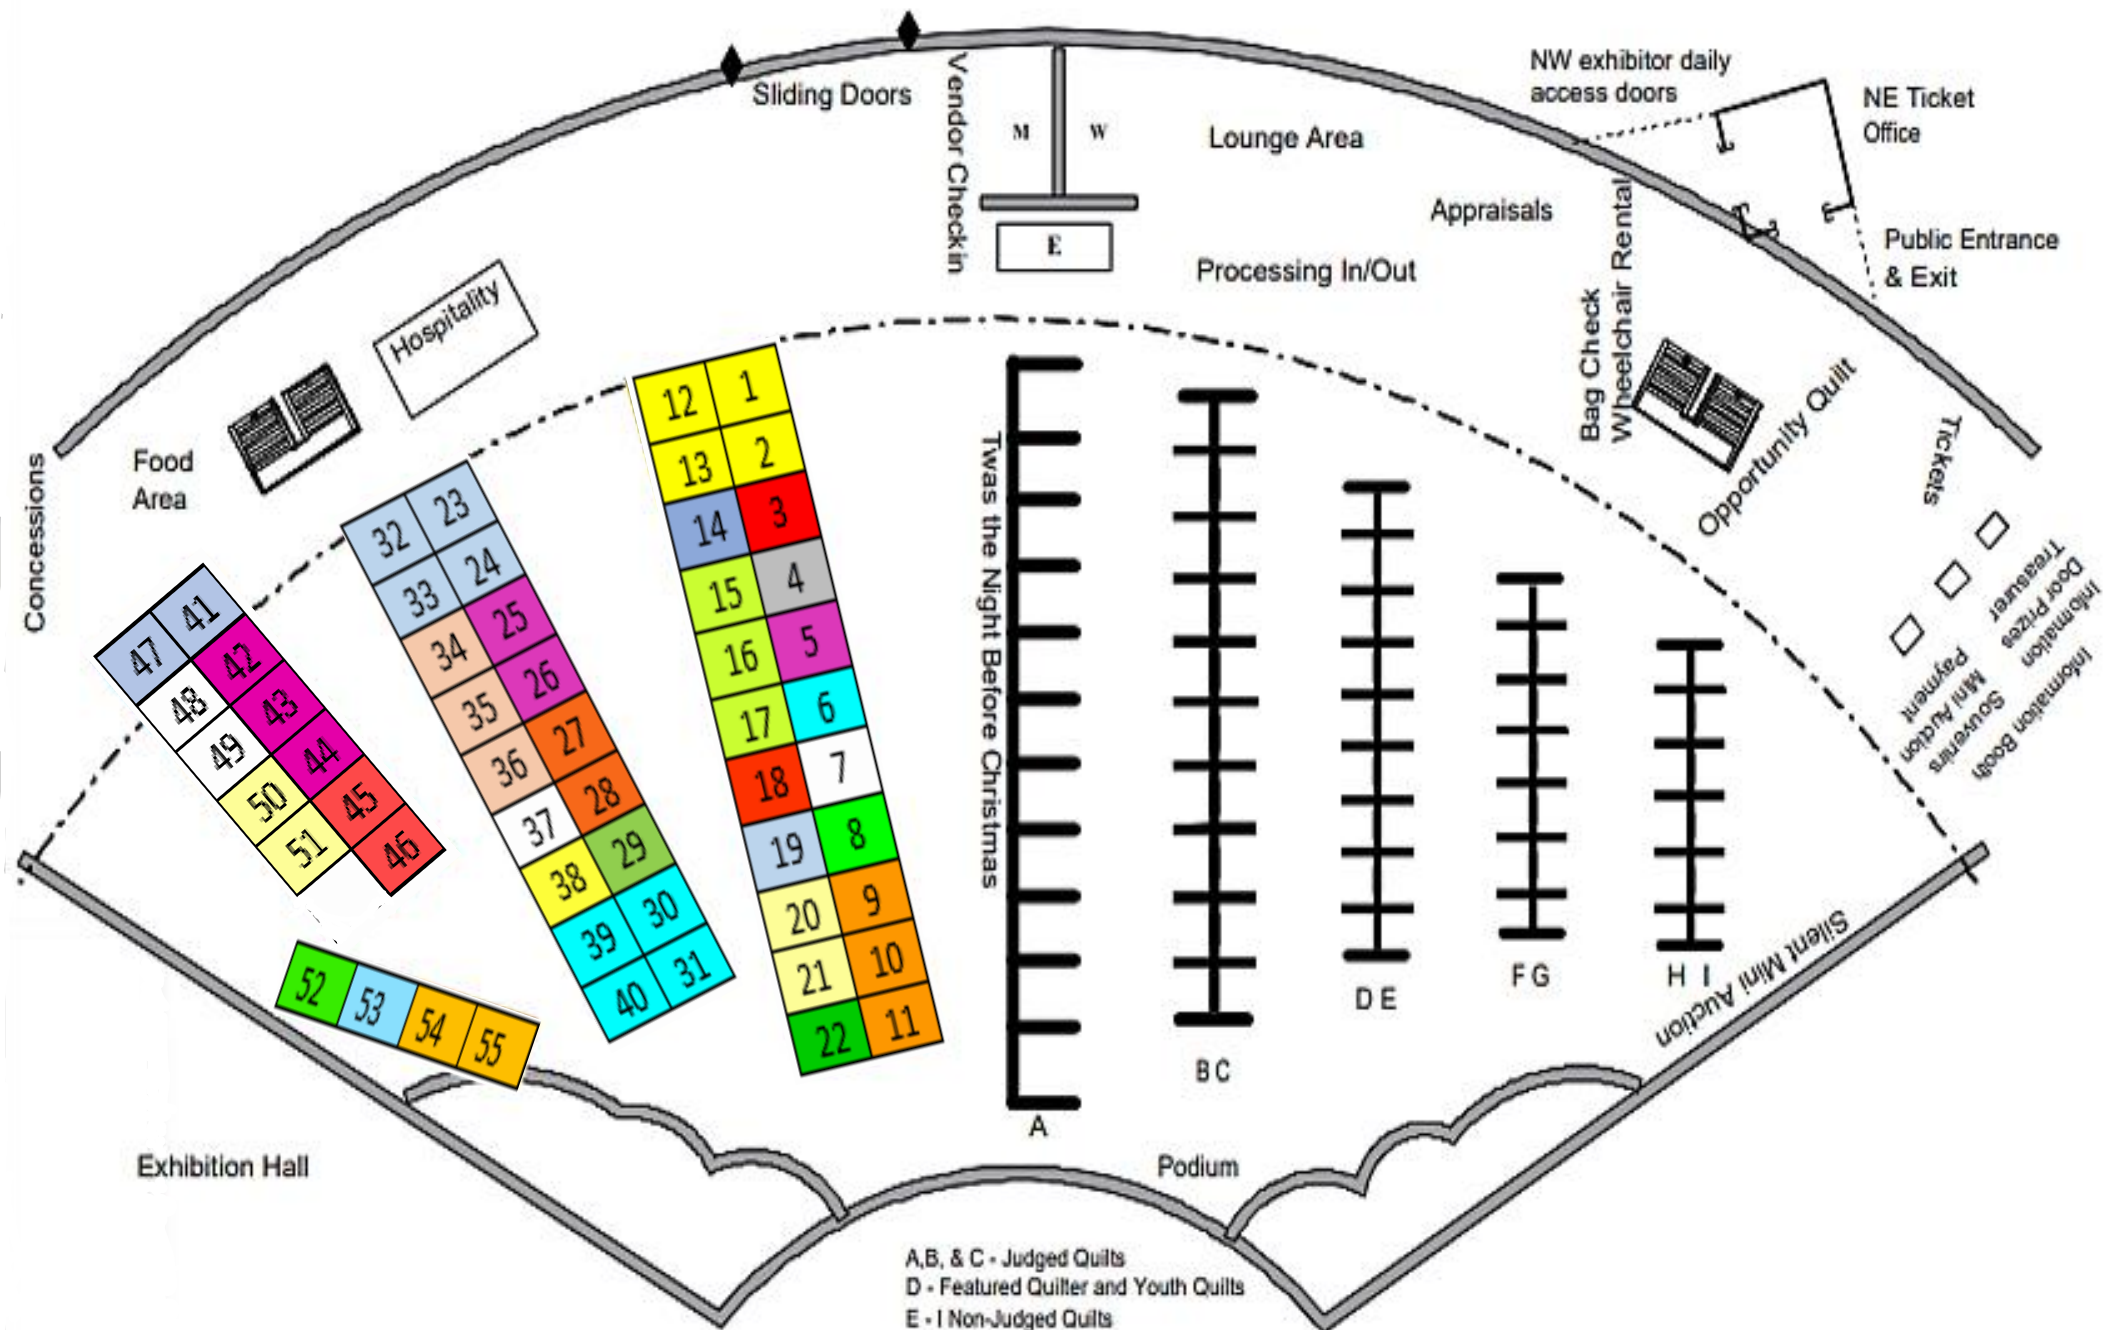 NW exhibitor daily
access doors
NE Ticket
Office
Sliding Doors
Vendor Checkin
M
W
Lounge Area
Appraisals
E
Processing In/Out
Public Entrance
& Exit
Bag Check
Wheelchair Rental
Hospitality
Food
Area
Concessions
Opportunity Quilt
Tickets
Treasurer
Door Prizes
Information
Payment
Mini Auction
Souvenirs
Information Booth
12 1
13 2
14 3
15 4
16 5
17 6
18 7
19 8
20 9
21 10
22 11
32 23
33 24
34 25
35 26
36 27
37 28
38 29
39 30
40 31
47 41
48 42
49 43
50 44
51 45
46
52 53 54 55
Twas the Night Before Christmas
A
B C
D E
F G
H I
Silent Mini Auction
Exhibition Hall
Podium
A,B, & C - Judged Quilts
D - Featured Quilter and Youth Quilts
E - I Non-Judged Quilts